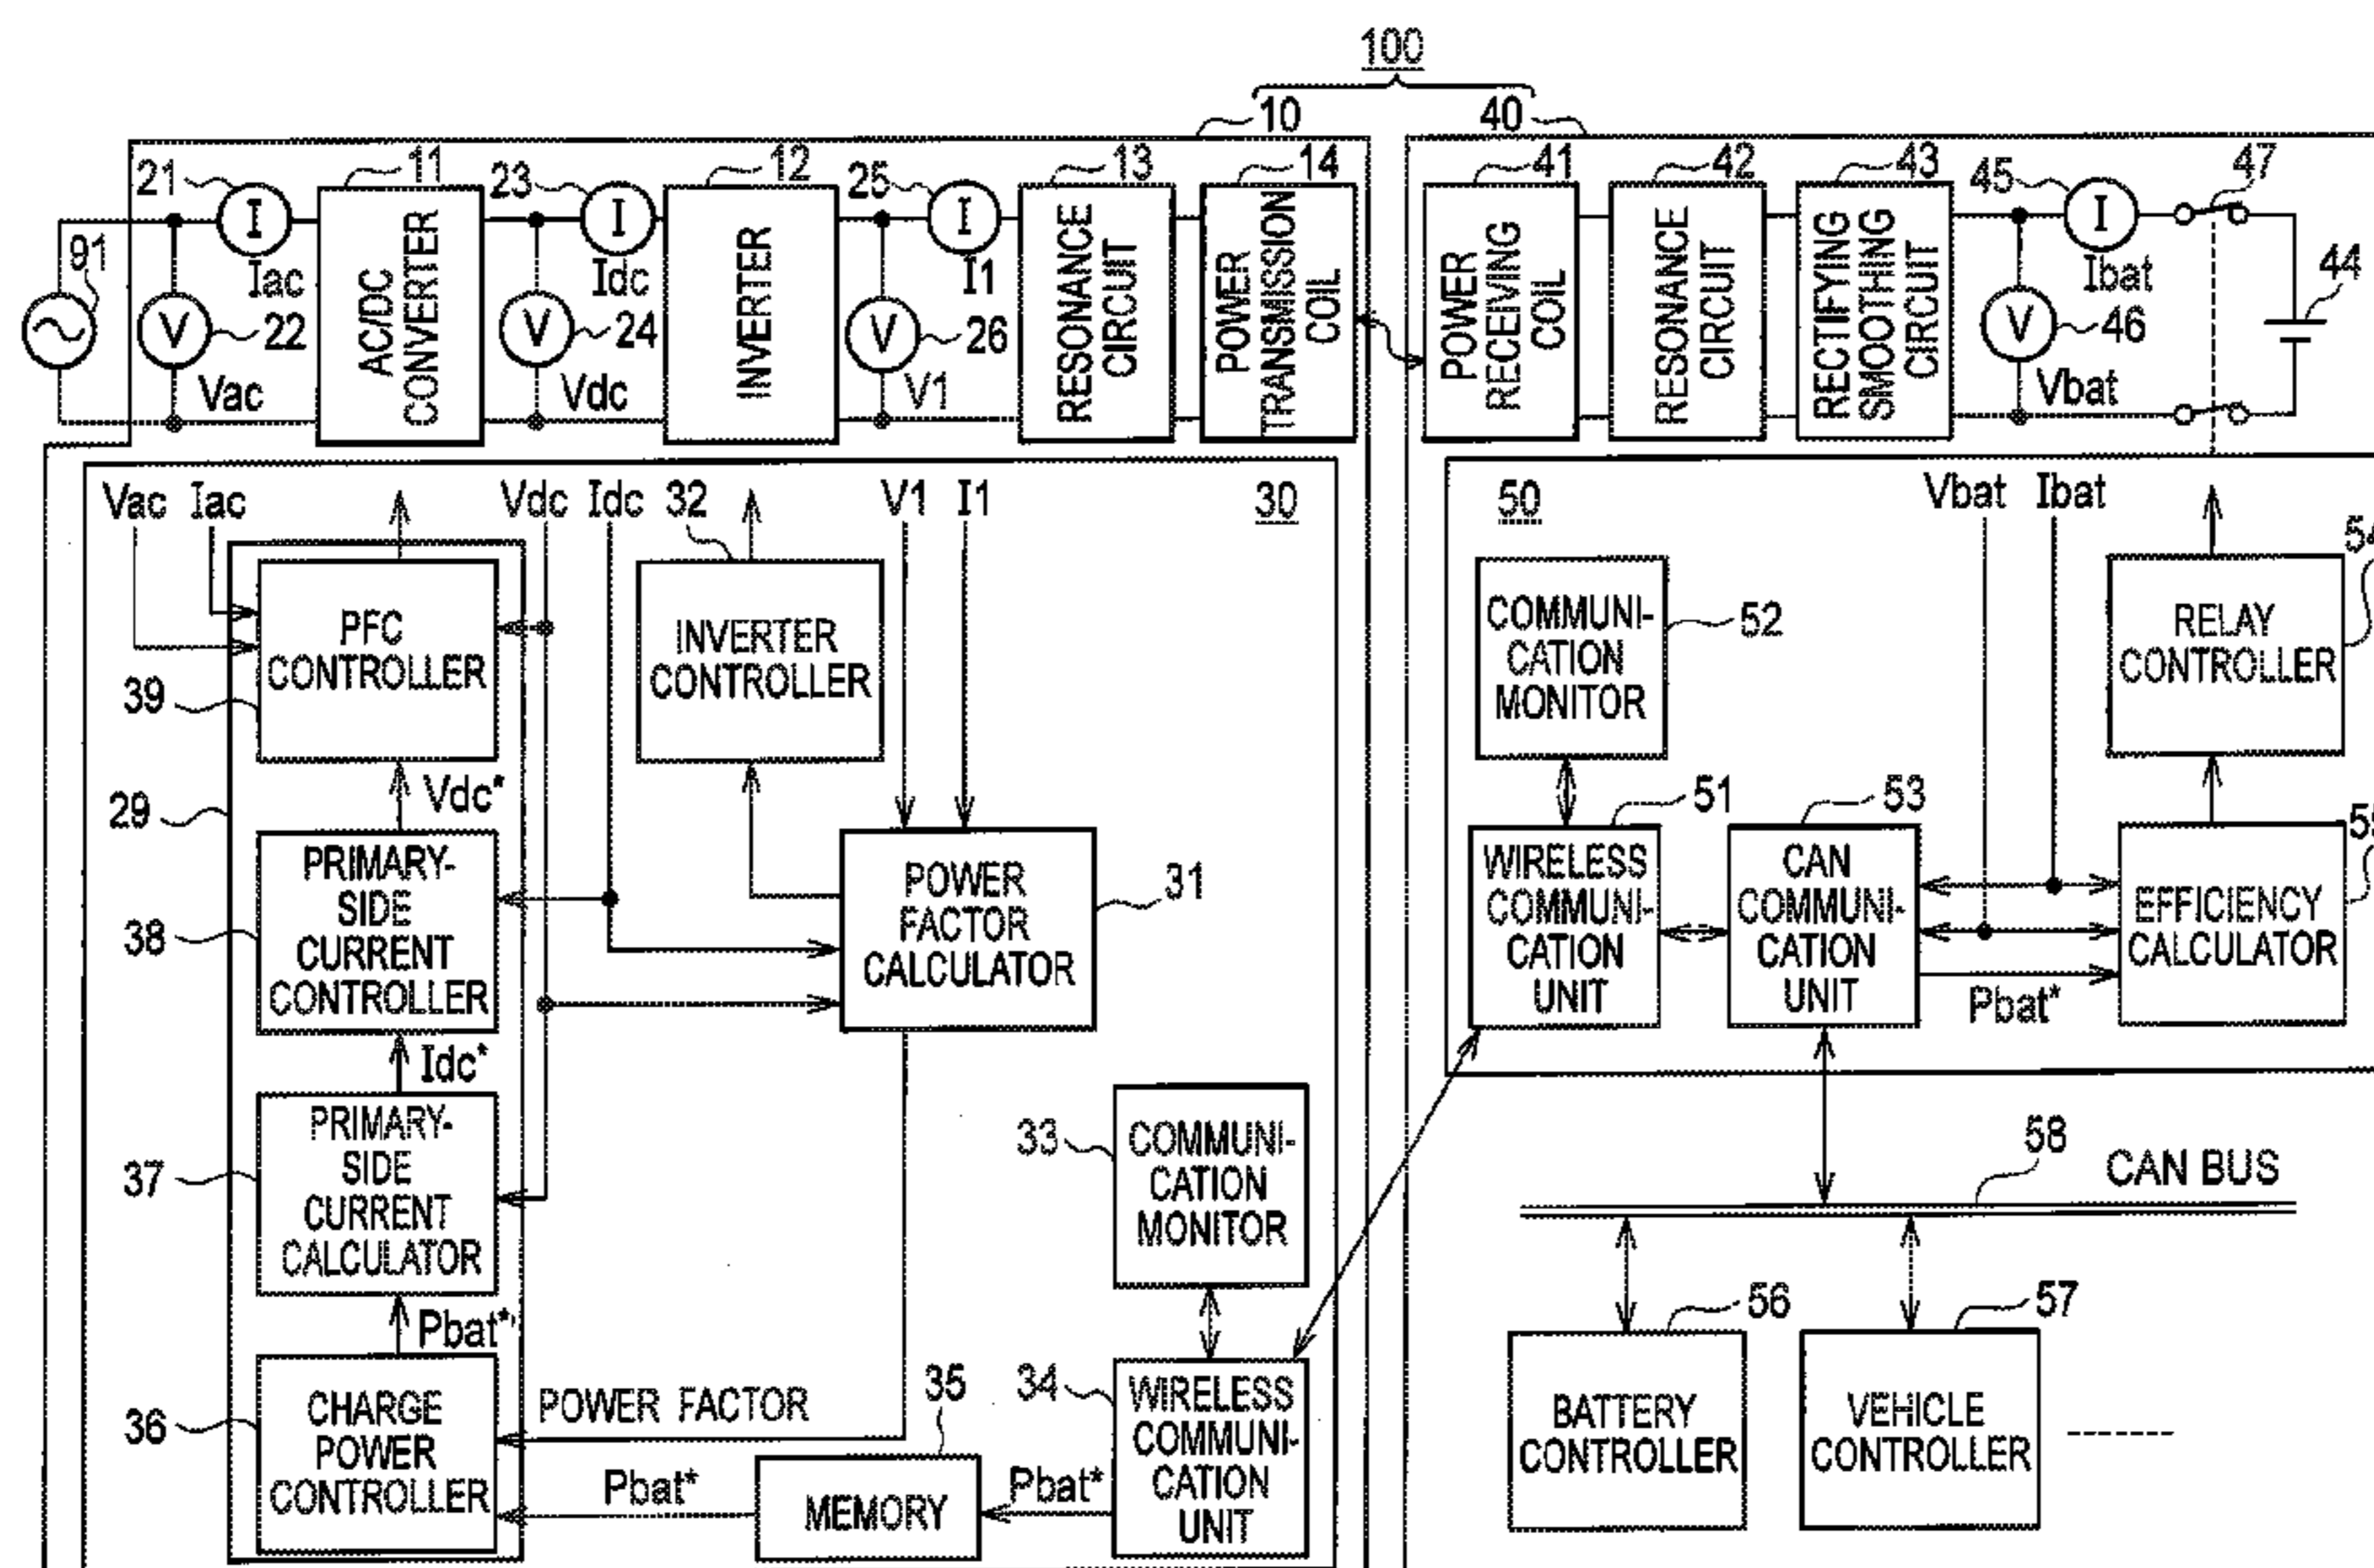 100
10
40
21
11
23
12
25
13
14
41
42
43
45
47
91
I
I
I
I
Iac
Idc
I1
Ibat
44
V
22
V
24
V
26
V
46
Vac
Vdc
V1
Vbat
AC/DC
CONVERTER
INVERTER
RESONANCE
CIRCUIT
POWER
TRANSMISSION
COIL
POWER
RECEIVING
COIL
RESONANCE
CIRCUIT
RECTIFYING
SMOOTHING
CIRCUIT
Vac Iac
Vdc Idc
32
V1 I1
30
50
Vbat Ibat
54
PFC
CONTROLLER
39
INVERTER
CONTROLLER
COMMUNI-
CATION
MONITOR
52
RELAY
CONTROLLER
29
Vdc*
PRIMARY-
SIDE
CURRENT
CONTROLLER
38
POWER
FACTOR
CALCULATOR
31
51
WIRELESS
COMMUNI-
CATION
UNIT
53
CAN
COMMUNI-
CATION
UNIT
EFFICIENCY
CALCULATOR
Pbat*
Idc*
PRIMARY-
SIDE
CURRENT
CALCULATOR
37
33
COMMUNI-
CATION
MONITOR
58
CAN BUS
Pbat*'
CHARGE
POWER
CONTROLLER
36
POWER FACTOR
35
Pbat*
MEMORY
Pbat*
34
WIRELESS
COMMUNI-
CATION
UNIT
56
BATTERY
CONTROLLER
57
VEHICLE
CONTROLLER